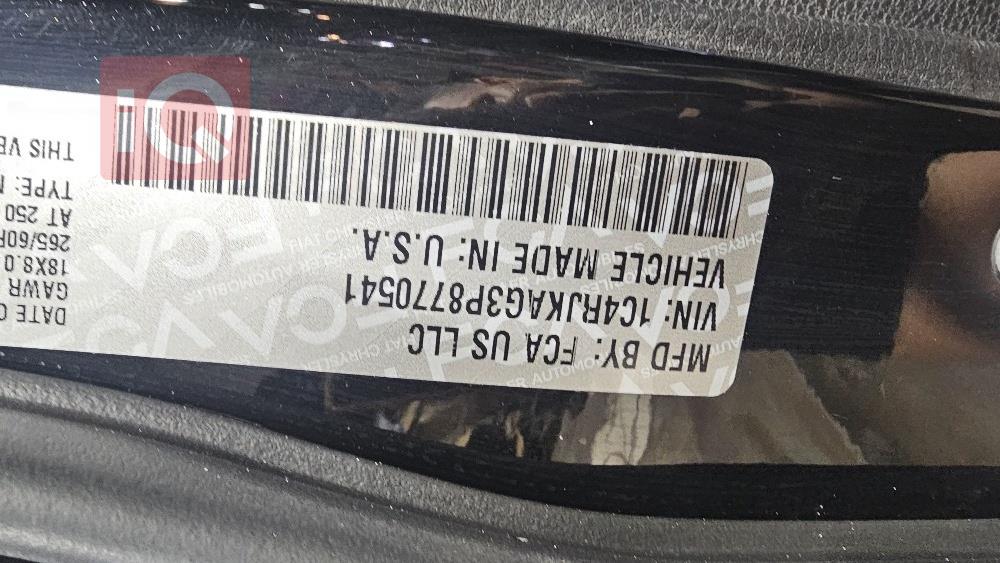 MFD BY: FCA US LLC
VIN: 1C4RJKAG3P8770541
VEHICLE MADE IN: U.S.A.
DATE O
GAWR
18X8.0
265/60R
AT 250
TYPE:
THIS VE
IQ